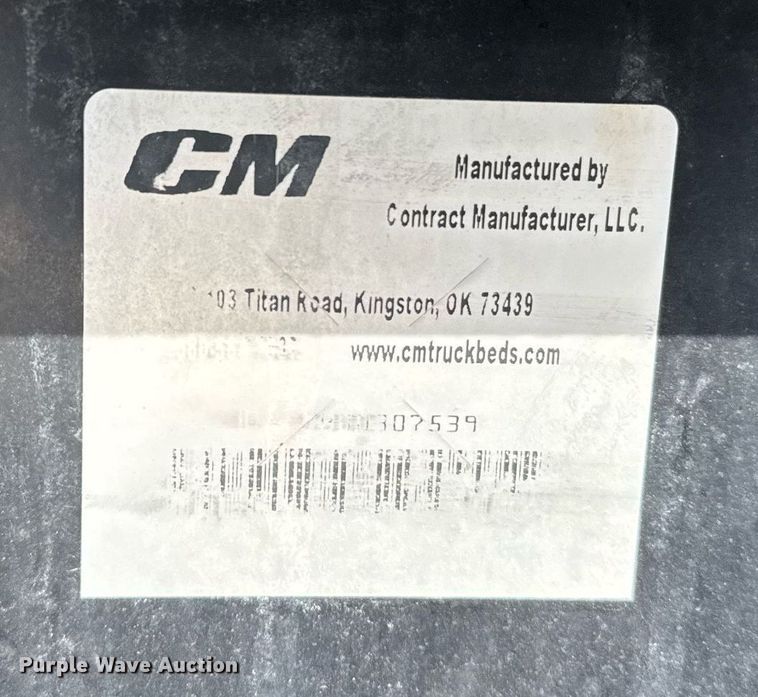 CM
Manufactured by
Contract Manufacturer, LLC.
Titan Road, Kingston, OK 73439
www.cmtruckbeds.com
Purple Wave Auction